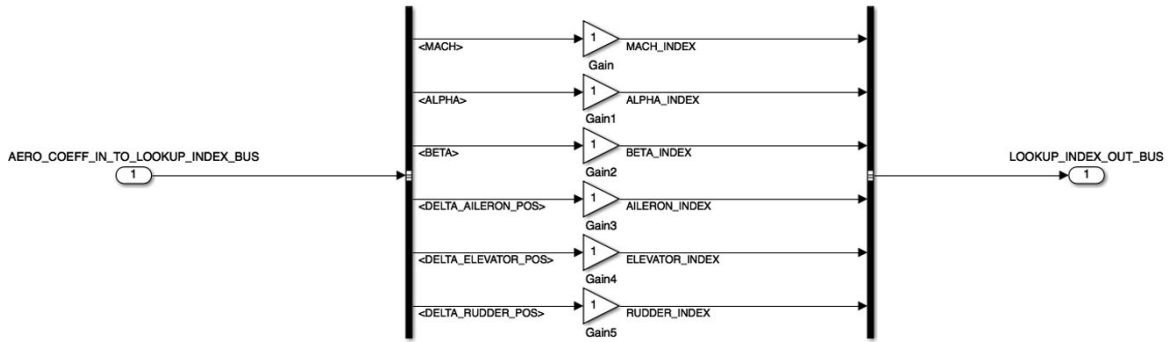 <MACH>
1
MACH_INDEX
Gain
<ALPHA>
1
ALPHA_INDEX
Gain1
<BETA>
1
BETA_INDEX
Gain2
AERO_COEFF_IN_TO_LOOKUP_INDEX_BUS
1
LOOKUP_INDEX_OUT_BUS
1
<DELTA_AILERON_POS>
1
AILERON_INDEX
Gain3
<DELTA_ELEVATOR_POS>
1
ELEVATOR_INDEX
Gain4
<DELTA_RUDDER_POS>
1
RUDDER_INDEX
Gain5